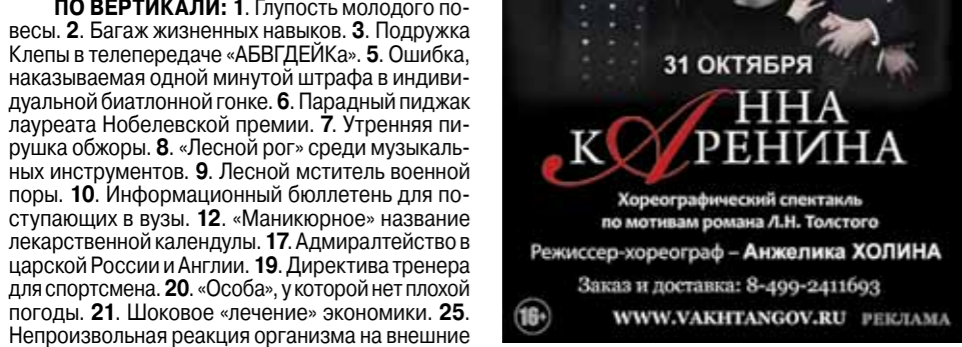 ПО ВЕРТИКАЛИ: 1. Глупость молодого по-
весы. 2. Багаж жизненных навыков. 3. Подружка
Клепы в телепередаче «АБВГДЕЙКа». 5. Ошибка,
наказываемая одной минутой штрафа в индиви-
дуальной биатлонной гонке. 6. Парадный пиджак
лауреата Нобелевской премии. 7. Утренняя пи-
рушка обжоры. 8. «Лесной рог» среди музыкаль-
ных инструментов. 9. Лесной мститель военной
поры. 10. Информационный бюллетень для по-
ступающих в вузы. 12. «Маникюрное» название
лекарственной календулы. 17. Адмиралтейство в
царской России и Англии. 19. Директива тренера
для спортсмена. 20. «Особа», у которой нет плохой
погоды. 21. Шоковое «лечение» экономики. 25.
Непроизвольная реакция организма на внешние
31 ОКТЯБРЯ
АННА
КАРЕНИНА
Хореографический спектакль
по мотивам романа Л.Н. Толстого
Режиссер-хореограф – Анжелика ХОЛИНА
Заказ и доставка: 8-499-2411693
16+ WWW.VAKHTANGOV.RU РЕКЛАМА